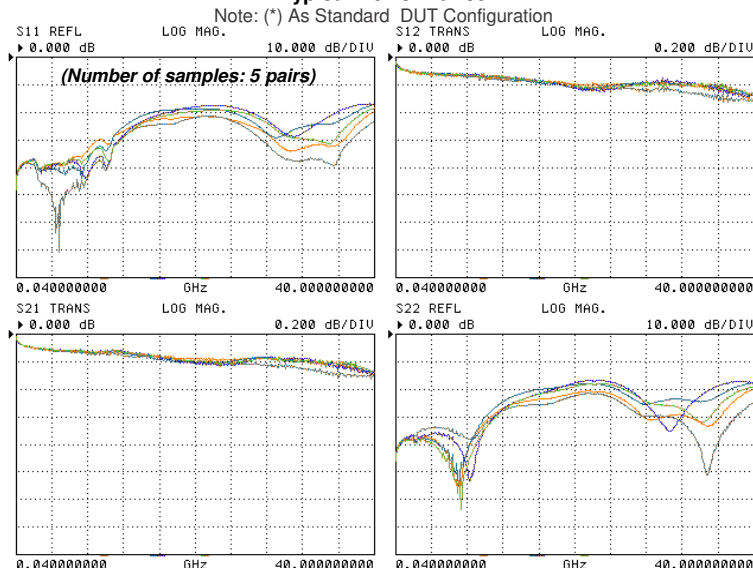 Note: (*) As Standard DUT Configuration
S11 REFL LOG MAG.
0.000 dB 10.000 dB/DIV
(Number of samples: 5 pairs)
0.040000000 GHz 40.000000000
S12 TRANS LOG MAG.
0.000 dB 0.200 dB/DIV
0.040000000 GHz 40.000000000
S21 TRANS LOG MAG.
0.000 dB 0.200 dB/DIV
0.040000000 GHz 40.000000000
S22 REFL LOG MAG.
0.000 dB 10.000 dB/DIV
0.040000000 GHz 40.000000000